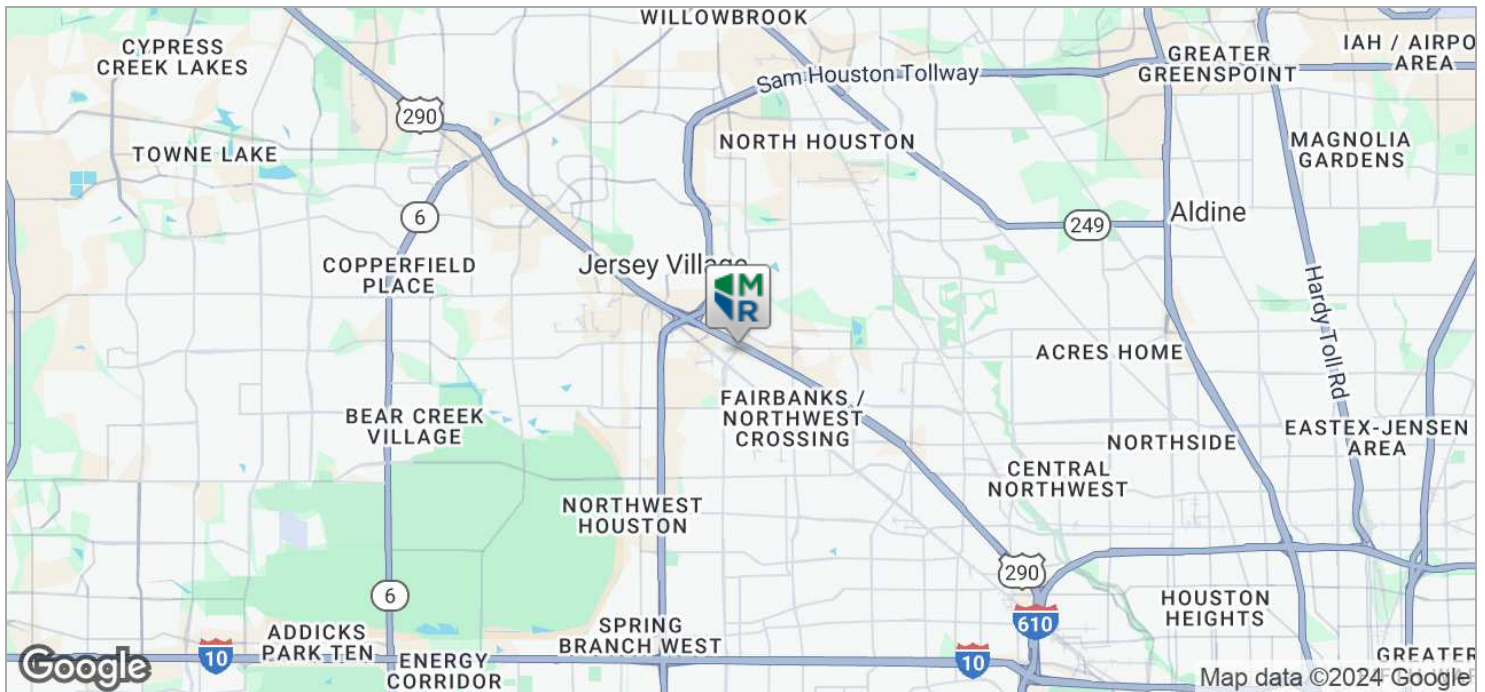 WILLOWBROOK
CYPRESS
CREEK LAKES
GREATER
GREENSPOINT
IAH / AIRPO
AREA
Sam Houston Tollway
290
NORTH HOUSTON
MAGNOLIA
GARDENS
TOWNE LAKE
6
249
Aldine
COPPERFIELD
PLACE
Jersey Village
M
R
Hardy Toll Rd
ACRES HOME
FAIRBANKS /
NORTHWEST
CROSSING
BEAR CREEK
VILLAGE
NORTHSIDE
EASTEX-JENSEN
AREA
CENTRAL
NORTHWEST
NORTHWEST
HOUSTON
290
6
HOUSTON
HEIGHTS
610
ADDICKS
PARK TEN
SPRING
BRANCH WEST
10
ENERGY
CORRIDOR
10
GREATER
Google
Map data ©2024 Google